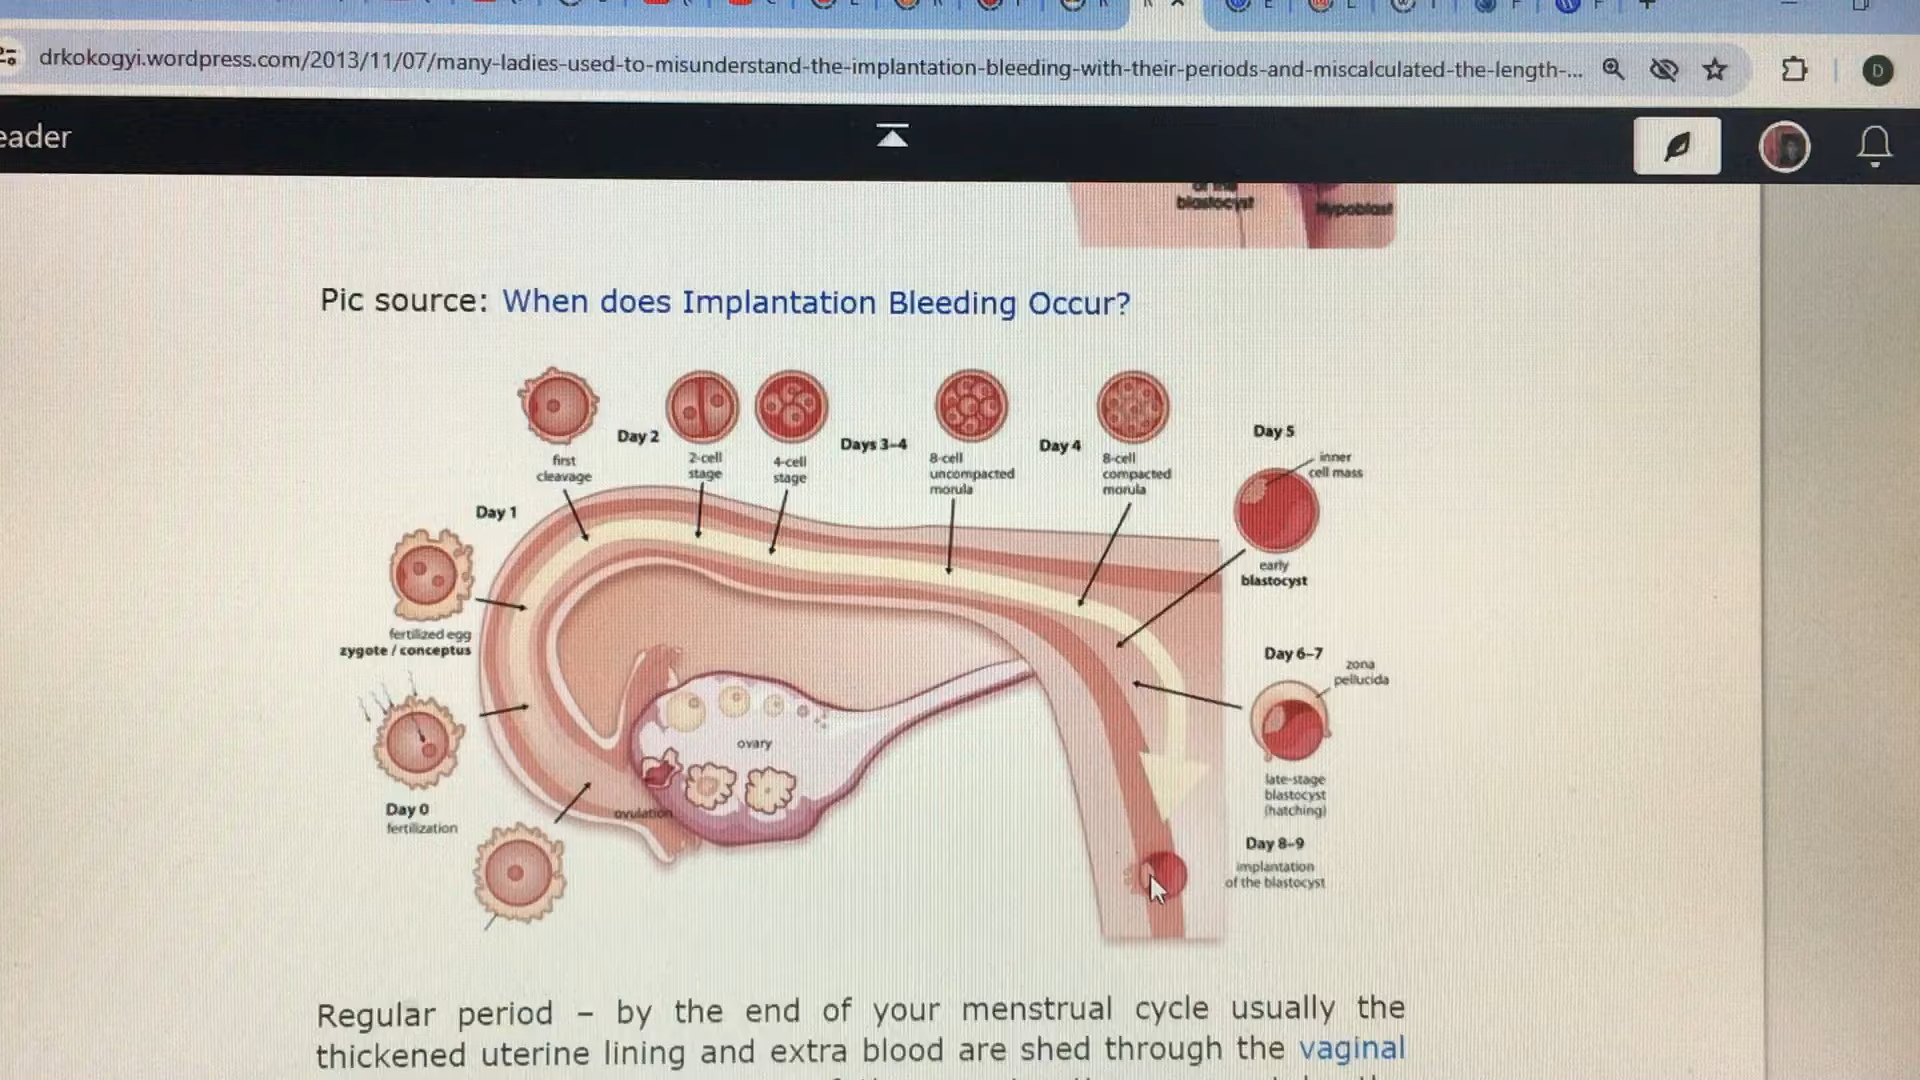 drkokogyi.wordpress.com/2013/11/07/many-ladies-used-to-misunderstand-the-implantation-bleeding-with-their-periods-and-miscalculated-the-length-...
D
eader
blastocyst
Hypoblast
Pic source: When does Implantation Bleeding Occur?
first
cleavage
Day 2
2-cell
stage
4-cell
stage
Days 3–4
8-cell
uncompacted
morula
Day 4
8-cell
compacted
morula
Day 5
inner
cell mass
early
blastocyst
Day 1
fertilized egg
zygote / conceptus
Day 6–7
zona
pellucida
late-stage
blastocyst
(hatching)
ovary
ovulation
Day 0
fertilization
Day 8–9
implantation
of the blastocyst
Regular period – by the end of your menstrual cycle usually the
thickened uterine lining and extra blood are shed through the vaginal